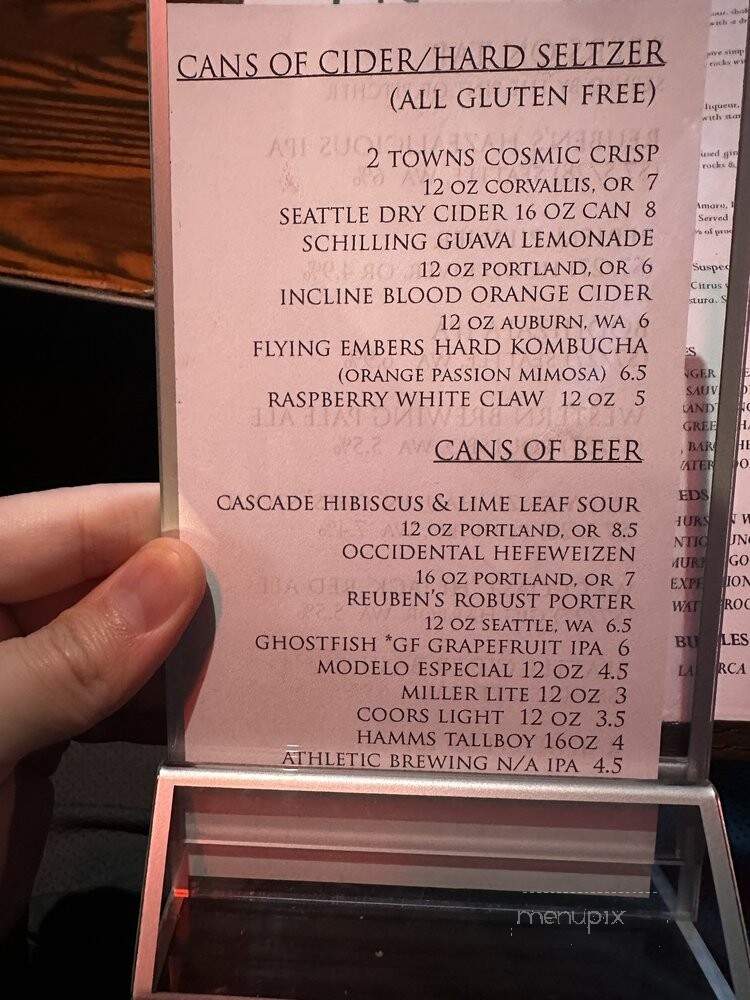 CANS OF CIDER/HARD SELTZER
(ALL GLUTEN FREE)
2 TOWNS COSMIC CRISP
12 OZ CORVALLIS, OR 7
SEATTLE DRY CIDER 16 OZ CAN 8
SCHILLING GUAVA LEMONADE
12 OZ PORTLAND, OR 6
INCLINE BLOOD ORANGE CIDER
12 OZ AUBURN, WA 6
FLYING EMBERS HARD KOMBUCHA
(ORANGE PASSION MIMOSA) 6.5
RASPBERRY WHITE CLAW 12 OZ 5
CANS OF BEER
CASCADE HIBISCUS & LIME LEAF SOUR
12 OZ PORTLAND, OR 8.5
OCCIDENTAL HEFEWEIZEN
16 OZ PORTLAND, OR 7
REUBEN'S ROBUST PORTER
12 OZ SEATTLE, WA 6.5
GHOSTFISH *GF GRAPEFRUIT IPA 6
MODELO ESPECIAL 12 OZ 4.5
MILLER LITE 12 OZ 3
COORS LIGHT 12 OZ 3.5
HAMMS TALLBOY 16OZ 4
ATHLETIC BREWING N/A IPA 4.5
menupix